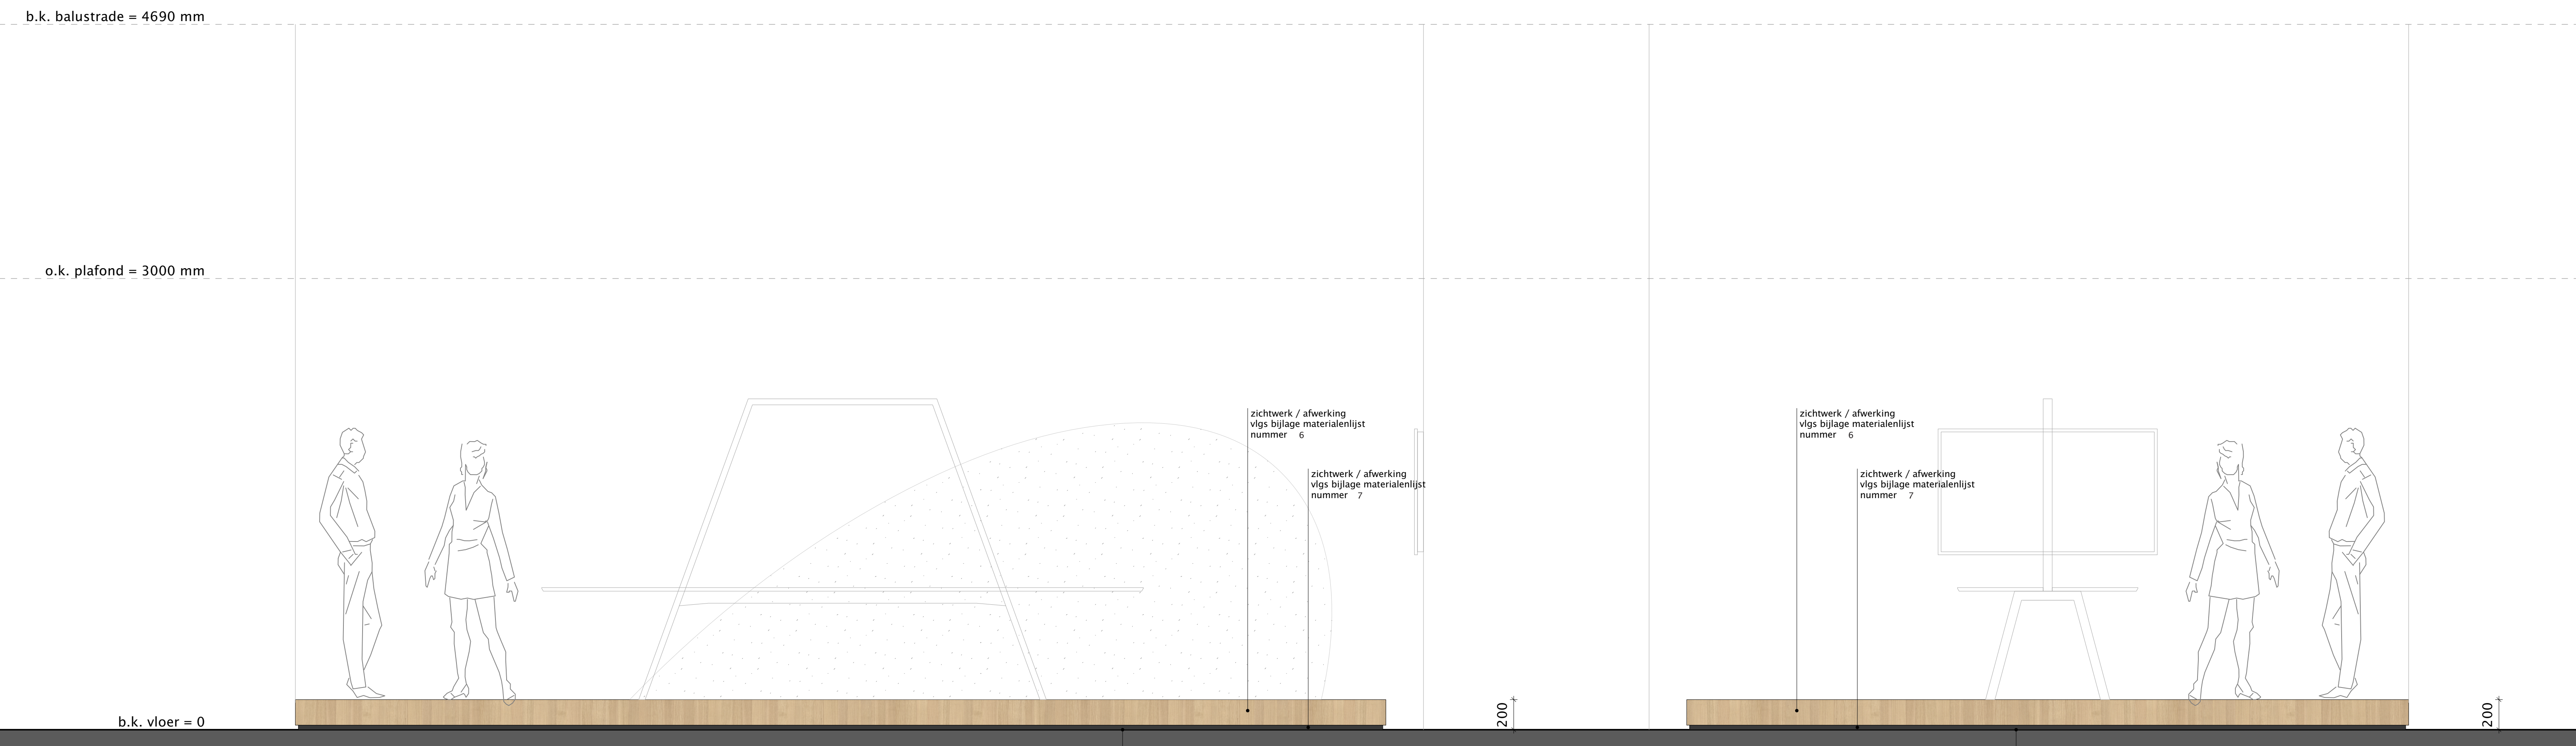 b.k. balustrade = 4690 mm
o.k. plafond = 3000 mm
zichtwerk / afwerking
vlgs bijlage materialenlijst
nummer 6
zichtwerk / afwerking
vlgs bijlage materialenlijst
nummer 7
zichtwerk / afwerking
vlgs bijlage materialenlijst
nummer 6
zichtwerk / afwerking
vlgs bijlage materialenlijst
nummer 7
b.k. vloer = 0
200
200